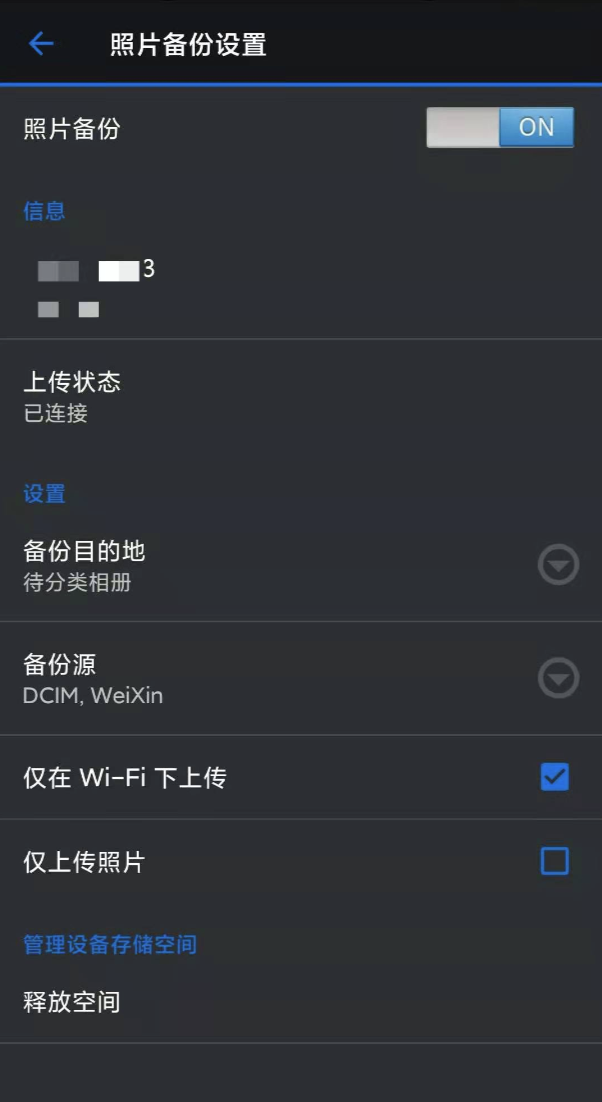 照片备份设置
照片备份
ON
信息
3
上传状态
已连接
设置
备份目的地
待分类相册
备份源
DCIM, WeiXin
仅在 Wi-Fi 下上传
仅上传照片
管理设备存储空间
释放空间